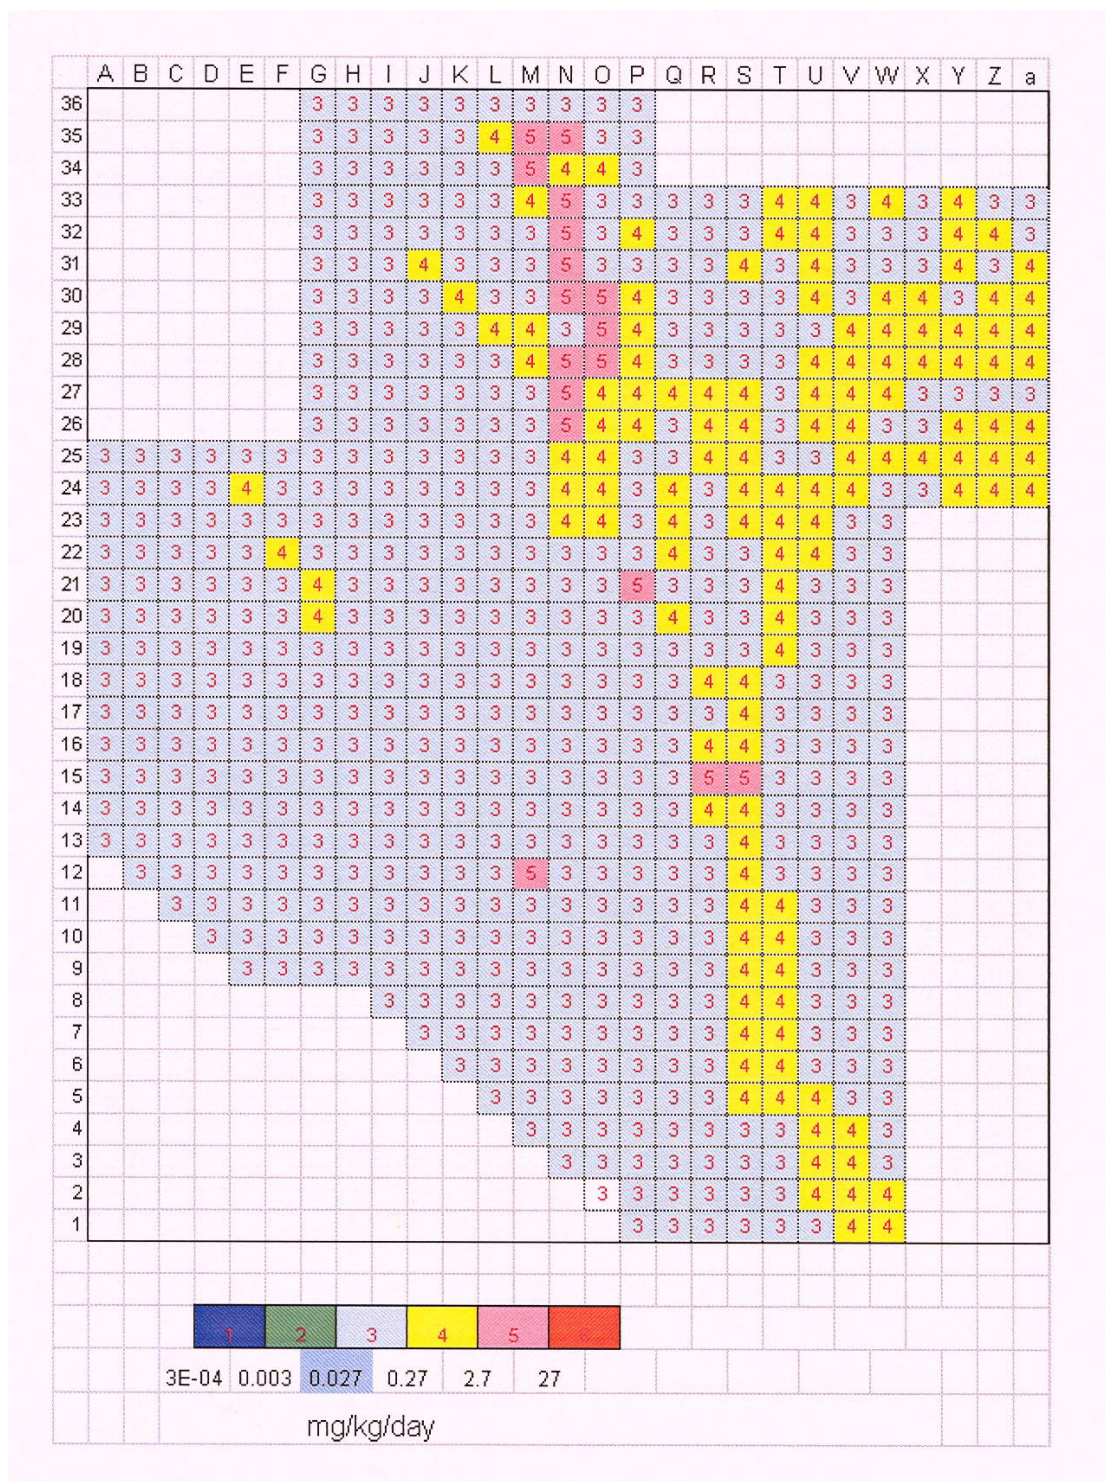 A B C D E F G H I J K L M N O P Q R S T U V W X Y Z a
36 3 3 3 3 3 3 3 3 3 3
35 3 3 3 3 3 4 5 5 3 3
34 3 3 3 3 3 3 5 4 4 3
33 3 3 3 3 3 3 4 5 3 3 3 3 3 4 4 3 4 3 4 3 3
32 3 3 3 3 3 3 3 5 3 4 3 3 3 4 4 3 3 3 4 4 3
31 3 3 3 4 3 3 3 5 3 3 3 3 4 3 4 3 3 3 4 3 4
30 3 3 3 3 4 3 3 5 5 4 3 3 3 3 4 3 4 4 3 4 4
29 3 3 3 3 3 4 4 3 5 4 3 3 3 3 3 4 4 4 4 4 4
28 3 3 3 3 3 3 4 5 5 4 3 3 3 3 4 4 4 4 4 4 4
27 3 3 3 3 3 3 3 5 4 4 4 4 4 3 4 4 4 3 3 3 3
26 3 3 3 3 3 3 3 5 4 4 3 4 4 3 4 4 3 3 4 4 4
25 3 3 3 3 3 3 3 3 3 3 3 3 3 4 4 3 3 4 4 3 3 4 4 4 4 4 4
24 3 3 3 3 4 3 3 3 3 3 3 3 3 4 4 3 4 3 4 4 4 4 3 3 4 4 4
23 3 3 3 3 3 3 3 3 3 3 3 3 3 4 4 3 4 3 4 4 4 3 3
22 3 3 3 3 3 4 3 3 3 3 3 3 3 3 3 3 4 3 3 4 4 3 3
21 3 3 3 3 3 3 4 3 3 3 3 3 3 3 3 5 3 3 3 4 3 3 3
20 3 3 3 3 3 3 4 3 3 3 3 3 3 3 3 3 4 3 3 4 3 3 3
19 3 3 3 3 3 3 3 3 3 3 3 3 3 3 3 3 3 3 3 4 3 3 3
18 3 3 3 3 3 3 3 3 3 3 3 3 3 3 3 3 3 4 4 3 3 3 3
17 3 3 3 3 3 3 3 3 3 3 3 3 3 3 3 3 3 3 4 3 3 3 3
16 3 3 3 3 3 3 3 3 3 3 3 3 3 3 3 3 3 4 4 3 3 3 3
15 3 3 3 3 3 3 3 3 3 3 3 3 3 3 3 3 3 5 5 3 3 3 3
14 3 3 3 3 3 3 3 3 3 3 3 3 3 3 3 3 3 4 4 3 3 3 3
13 3 3 3 3 3 3 3 3 3 3 3 3 3 3 3 3 3 3 4 3 3 3 3
12 3 3 3 3 3 3 3 3 3 3 3 5 3 3 3 3 3 4 3 3 3 3
11 3 3 3 3 3 3 3 3 3 3 3 3 3 3 3 3 4 4 3 3 3
10 3 3 3 3 3 3 3 3 3 3 3 3 3 3 3 4 4 3 3 3
9 3 3 3 3 3 3 3 3 3 3 3 3 3 3 4 4 3 3 3
8 3 3 3 3 3 3 3 3 3 3 4 4 3 3 3
7 3 3 3 3 3 3 3 3 3 4 4 3 3 3
6 3 3 3 3 3 3 3 3 4 4 3 3 3
5 3 3 3 3 3 3 3 4 4 4 3 3
4 3 3 3 3 3 3 3 3 4 4 3
3 3 3 3 3 3 3 3 4 4 3
2 3 3 3 3 3 3 4 4 4
1 3 3 3 3 3 3 4 4
1 2 3 4 5 6
3E-04 0.003 0.027 0.27 2.7 27
mg/kg/day